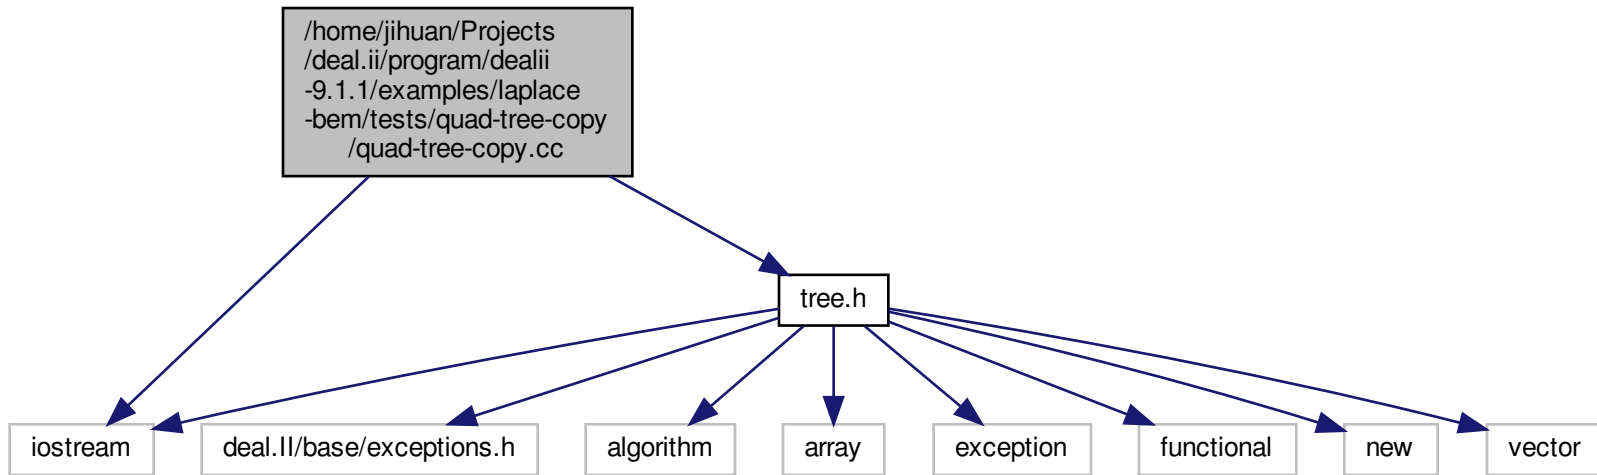 /home/jihuan/Projects
/deal.ii/program/dealii
-9.1.1/examples/laplace
-bem/tests/quad-tree-copy
/quad-tree-copy.cc
tree.h
iostream
deal.II/base/exceptions.h
algorithm
array
exception
functional
new
vector